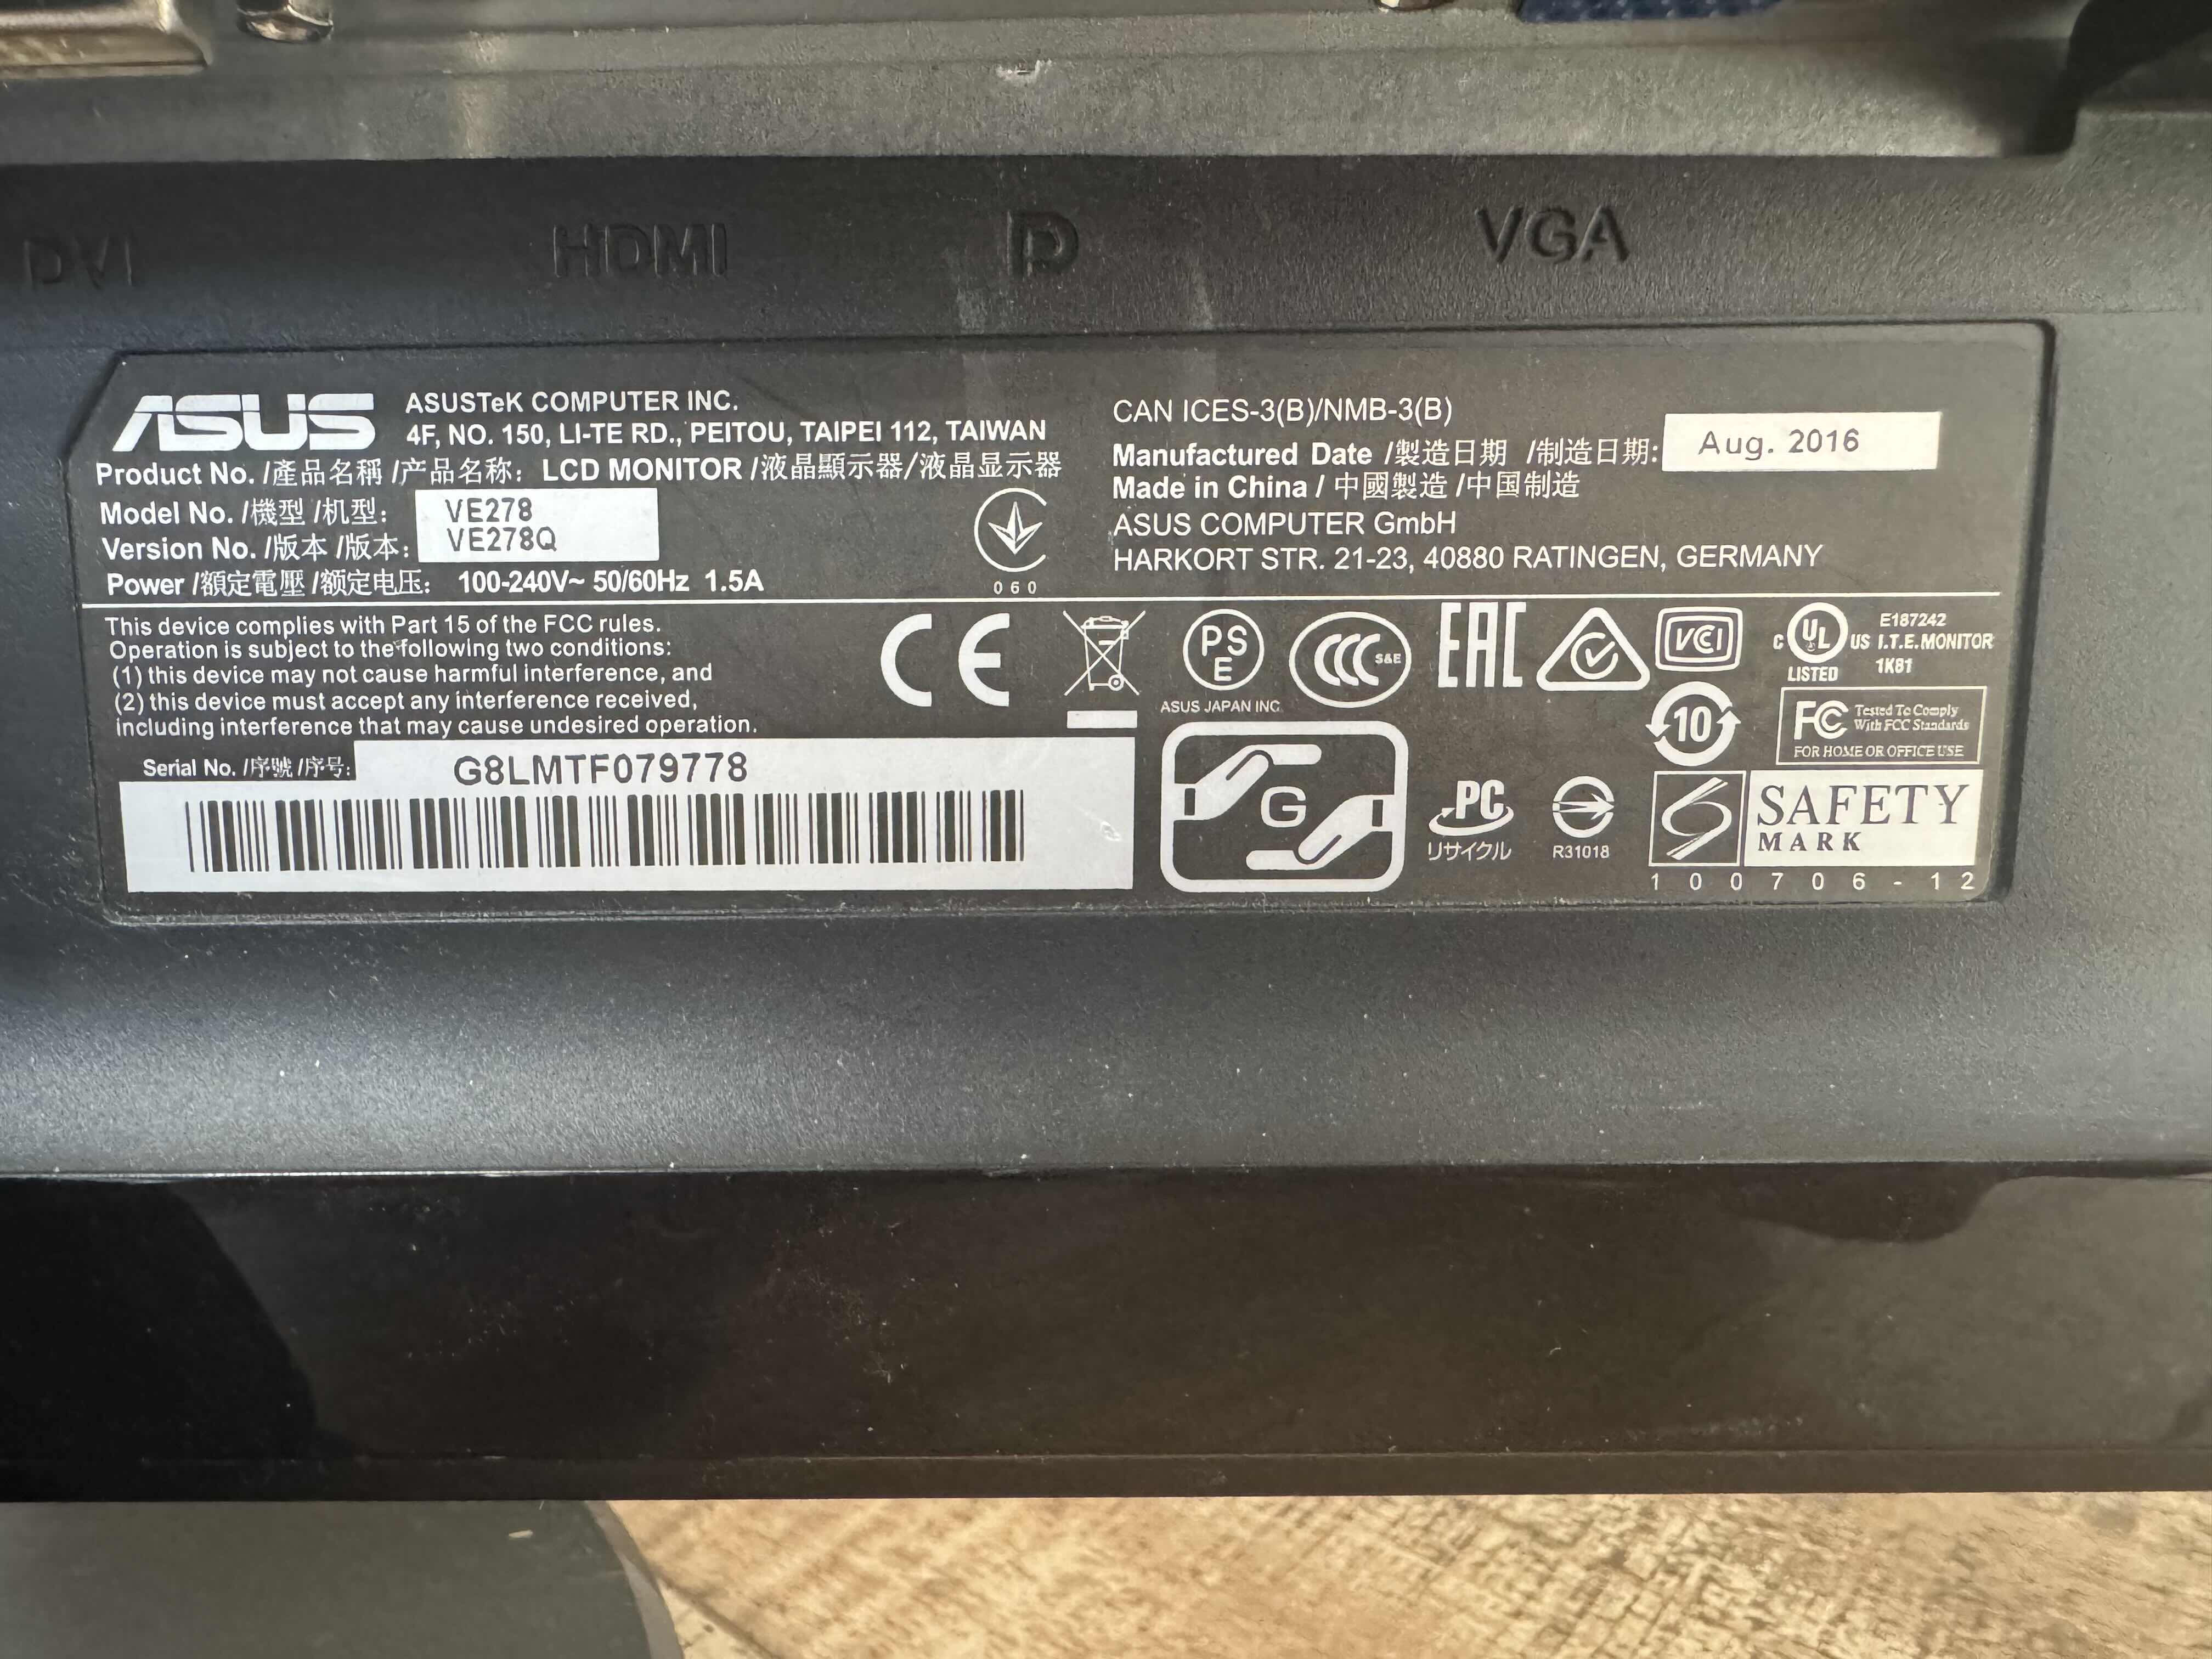 DVI
HDMI
VGA
ASUS
ASUSTeK COMPUTER INC.
4F, NO. 150, LI-TE RD., PEITOU, TAIPEI 112, TAIWAN
Product No. /產品名稱 /产品名称: LCD MONITOR /液晶顯示器/液晶显示器
Model No. /機型 /机型: VE278
Version No. /版本 /版本: VE278Q
Power /額定電壓 /额定电压: 100-240V~ 50/60Hz 1.5A
060
CAN ICES-3(B)/NMB-3(B)
Manufactured Date /製造日期 /制造日期: Aug. 2016
Made in China / 中國製造 /中国制造
ASUS COMPUTER GmbH
HARKORT STR. 21-23, 40880 RATINGEN, GERMANY
This device complies with Part 15 of the FCC rules.
Operation is subject to the following two conditions:
(1) this device may not cause harmful interference, and
(2) this device must accept any interference received,
including interference that may cause undesired operation.
Serial No. /序號 /序号: G8LMTF079778
CE
PS
E
ASUS JAPAN INC.
CCC S&E
EAC
VCCI
C UL US
LISTED
E187242
I.T.E. MONITOR
1K81
10
FC Tested To Comply
With FCC Standards
FOR HOME OR OFFICE USE
G
PC
リサイクル
R31018
SAFETY
MARK
100706-12